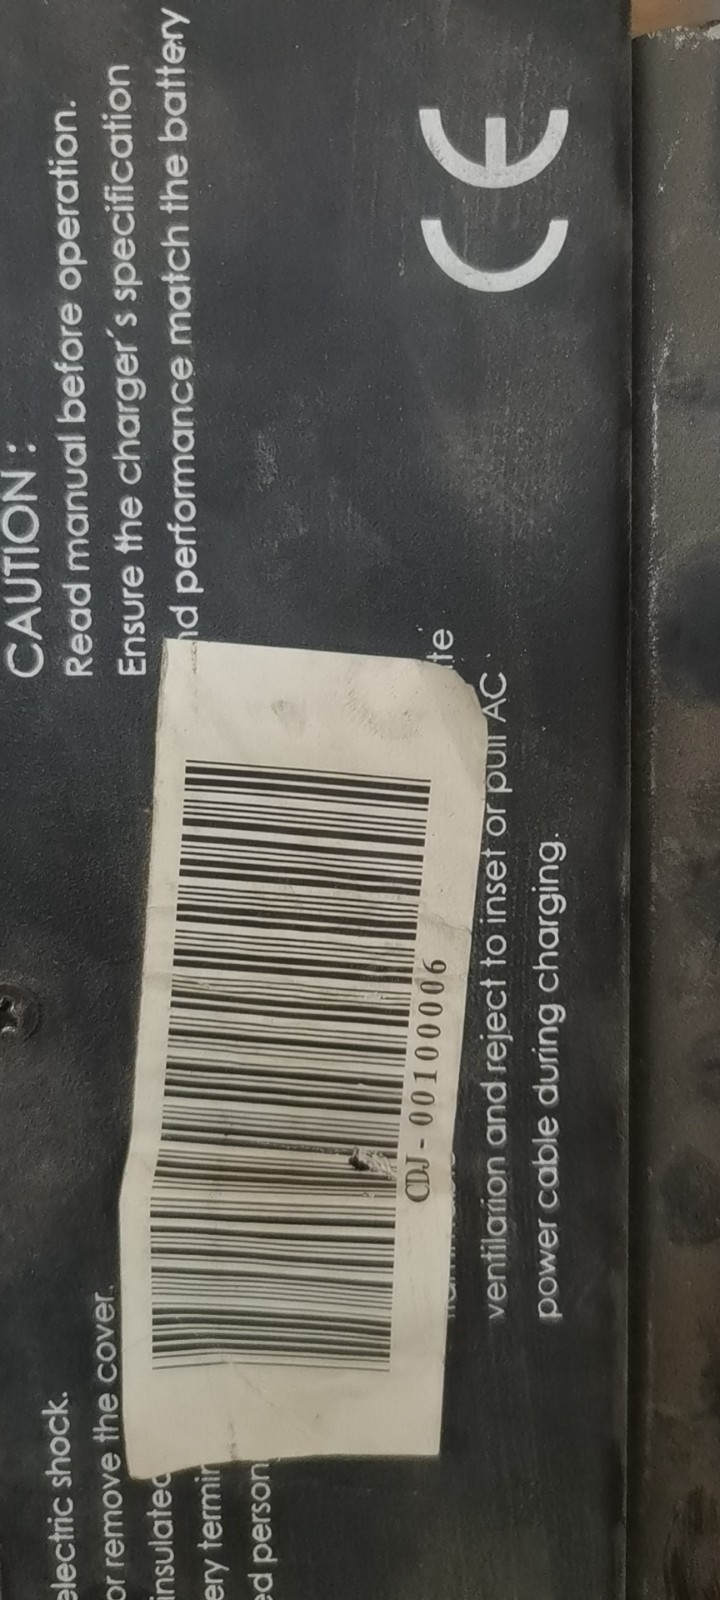 CE
CAUTION :
Read manual before operation.
Ensure the charger's specification
nd performance match the battery
te
ventilarion and reject to inset or pull AC
power cable during charging.
CDJ-00100006
electric shock.
or remove the cover.
insulated
ery termin
ed person